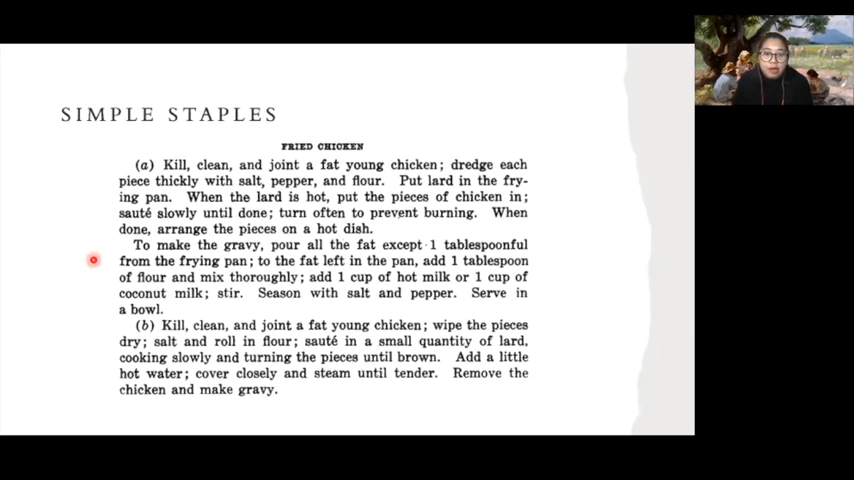 SIMPLE STAPLES
FRIED CHICKEN
(a) Kill, clean, and joint a fat young chicken; dredge each
piece thickly with salt, pepper, and flour. Put lard in the fry-
ing pan. When the lard is hot, put the pieces of chicken in;
sauté slowly until done; turn often to prevent burning. When
done, arrange the pieces on a hot dish.
To make the gravy, pour all the fat except 1 tablespoonful
from the frying pan; to the fat left in the pan, add 1 tablespoon
of flour and mix thoroughly; add 1 cup of hot milk or 1 cup of
coconut milk; stir. Season with salt and pepper. Serve in
a bowl.
(b) Kill, clean, and joint a fat young chicken; wipe the pieces
dry; salt and roll in flour; sauté in a small quantity of lard,
cooking slowly and turning the pieces until brown. Add a little
hot water; cover closely and steam until tender. Remove the
chicken and make gravy.